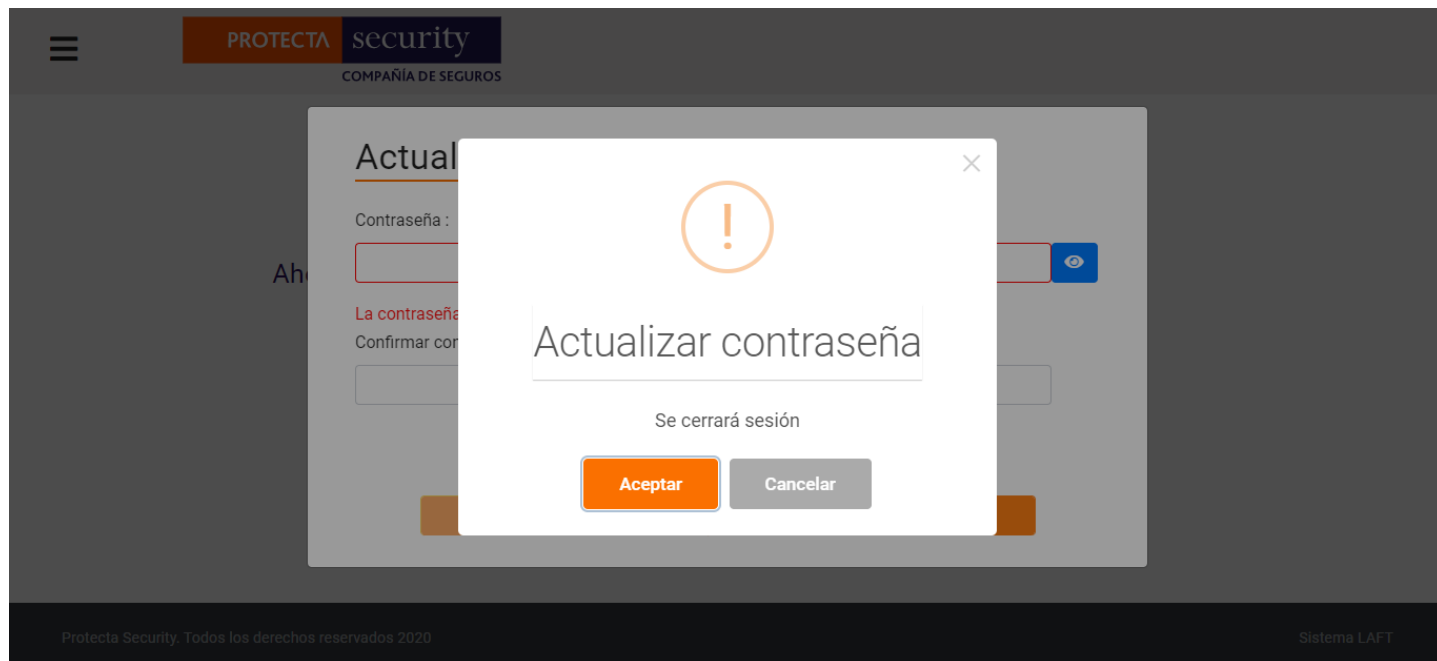 PROTECTA security
COMPAÑÍA DE SEGUROS
Actual
Contraseña :
Ah
La contraseña
Confirmar con
!
Actualizar contraseña
Se cerrará sesión
Aceptar
Cancelar
Protecta Security. Todos los derechos reservados 2020
Sistema LAFT